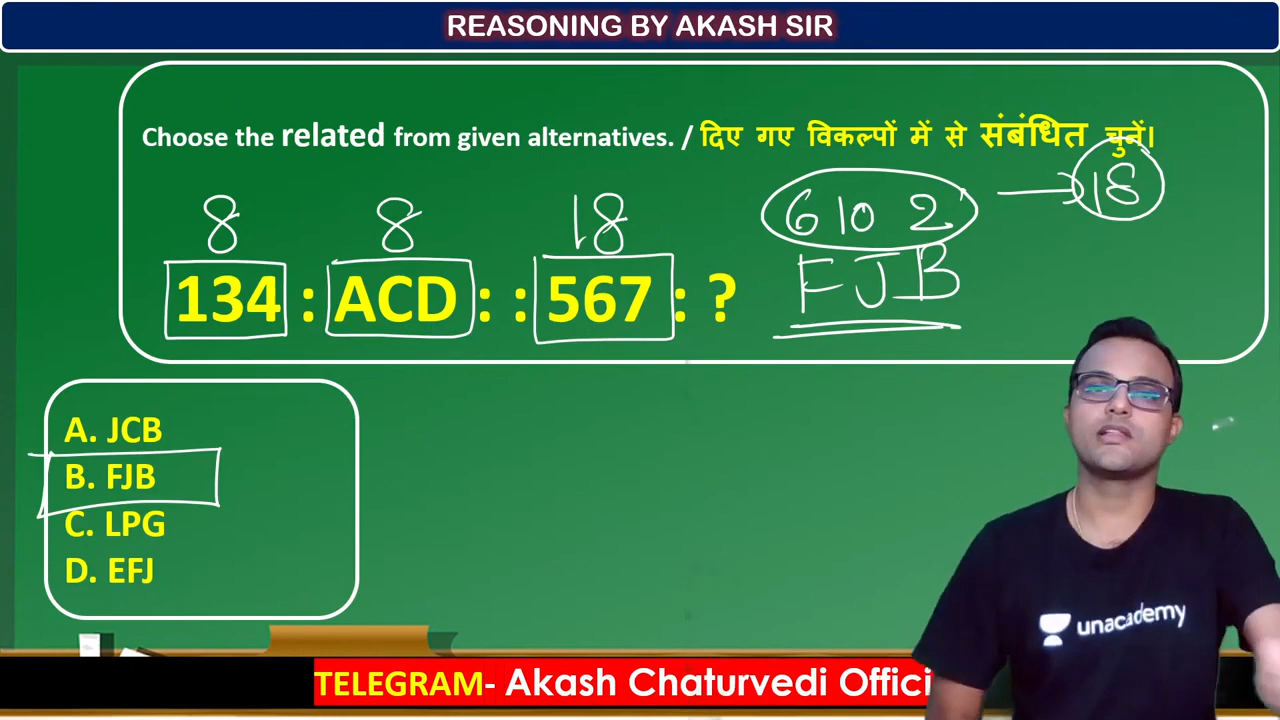 REASONING BY AKASH SIR
Choose the related from given alternatives. / दिए गए विकल्पों में से संबंधित चुनें।
8 8 18 6 10 2 18
134 : ACD : : 567 : ? FJB
A. JCB
B. FJB
C. LPG
D. EFJ
unacademy
TELEGRAM- Akash Chaturvedi Offici